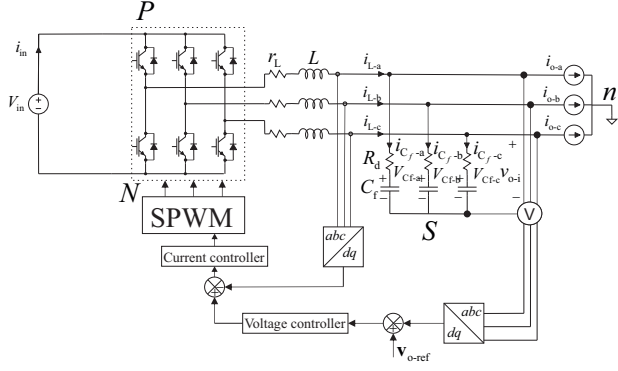 P
i_in
r_L
L
i_L-a
i_o-a
V_in
i_L-b
i_o-b
n
i_L-c
i_o-c
i_Cf-a
i_Cf-b
i_Cf-c
+
R_d
V_Cf-a
V_Cf-b
V_Cf-c
v_o-i
C_f
+
+
+
−
−
−
−
N
S
V
SPWM
abc
dq
Current controller
Voltage controller
abc
dq
v_o-ref